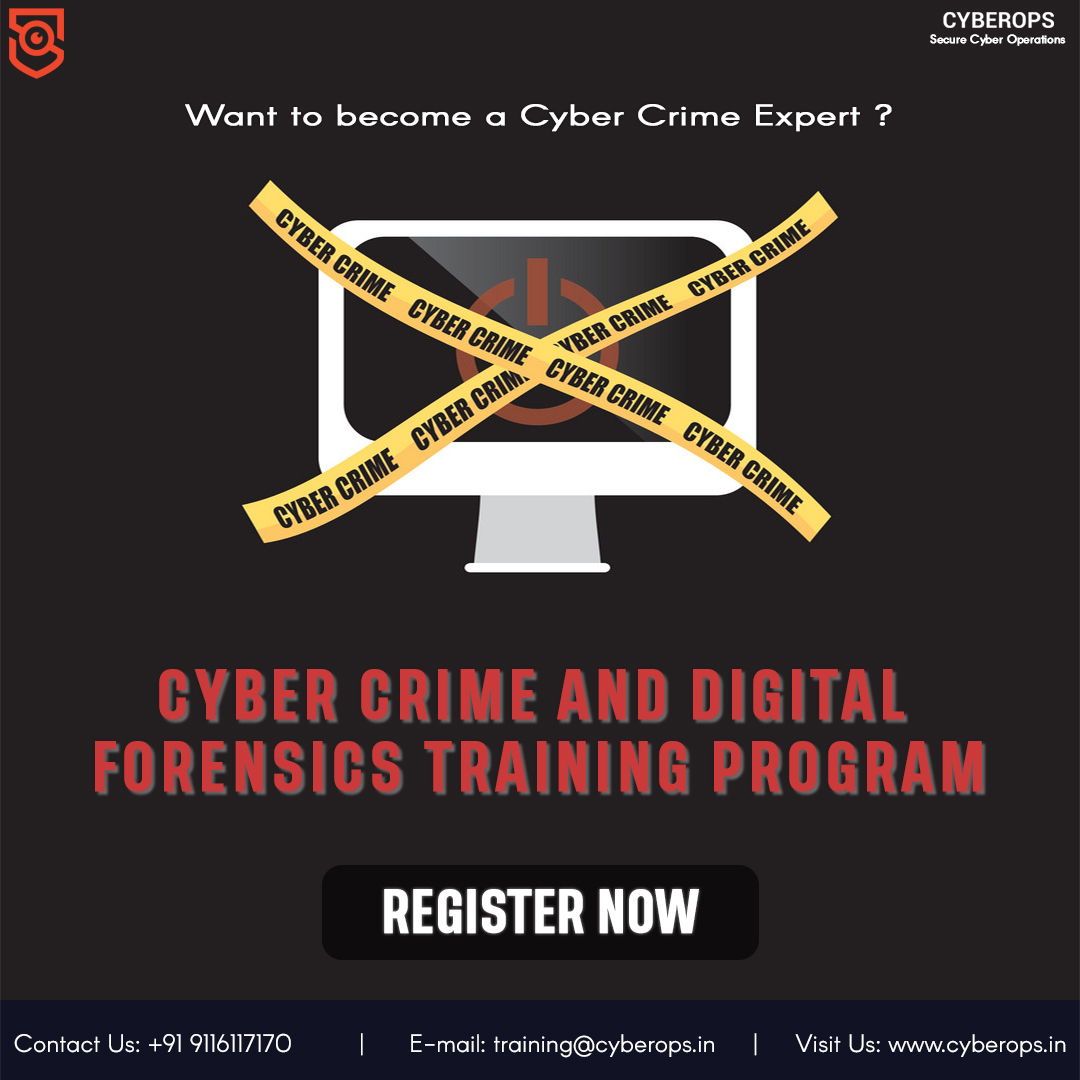 CYBEROPS
Secure Cyber Operations
Want to become a Cyber Crime Expert ?
CYBER CRIME CYBER CRIME CYBER CRIME CYBER CRIME
CYBER CRIME CYBER CRIME CYBER CRIME CYBER CRIME
CYBER CRIME AND DIGITAL
FORENSICS TRAINING PROGRAM
REGISTER NOW
Contact Us: +91 9116117170 | E-mail: training@cyberops.in | Visit Us: www.cyberops.in